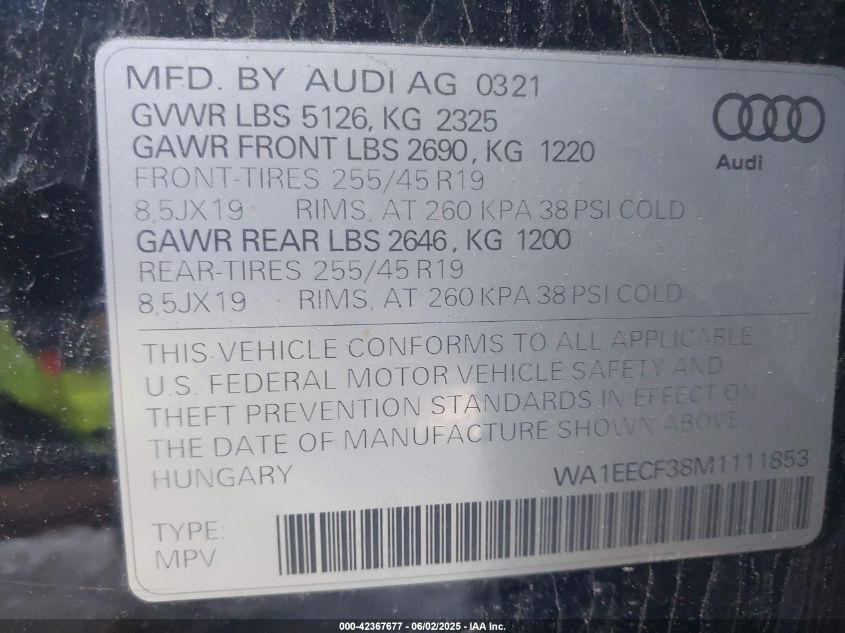 MFD. BY AUDI AG 0321
GVWR LBS 5126, KG 2325
GAWR FRONT LBS 2690, KG 1220
FRONT-TIRES 255/45 R19
8,5JX19 RIMS, AT 260 KPA 38 PSI COLD
GAWR REAR LBS 2646, KG 1200
REAR-TIRES 255/45 R19
8,5JX19 RIMS, AT 260 KPA 38 PSI COLD
Audi
THIS VEHICLE CONFORMS TO ALL APPLICABLE
U.S. FEDERAL MOTOR VEHICLE SAFETY AND
THEFT PREVENTION STANDARDS IN EFFECT ON
THE DATE OF MANUFACTURE SHOWN ABOVE
HUNGARY WA1EECF38M1111853
TYPE:
MPV
000-42367677 - 06/02/2025 - IAA Inc.